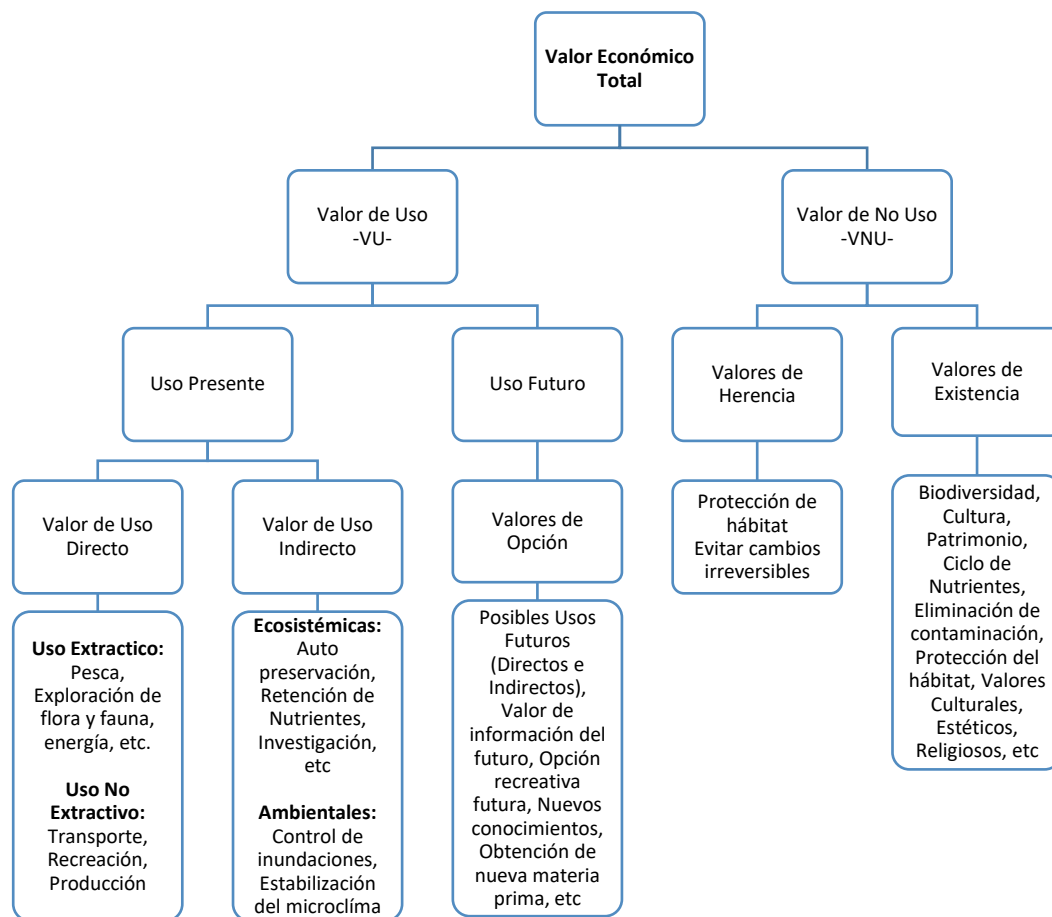 Valor Económico
Total
Valor de Uso
-VU-
Valor de No Uso
-VNU-
Uso Presente
Uso Futuro
Valores de
Herencia
Valores de
Existencia
Valor de Uso
Directo
Valor de Uso
Indirecto
Valores de
Opción
Protección de
hábitat
Evitar cambios
irreversibles
Biodiversidad,
Cultura,
Patrimonio,
Ciclo de
Nutrientes,
Eliminación de
contaminación,
Protección del
hábitat, Valores
Culturales,
Estéticos,
Religiosos, etc
Uso Extractico:
Pesca,
Exploración de
flora y fauna,
energía, etc.
Uso No
Extractivo:
Transporte,
Recreación,
Producción
Ecosistémicas:
Auto
preservación,
Retención de
Nutrientes,
Investigación,
etc
Ambientales:
Control de
inundaciones,
Estabilización
del microclíma
Posibles Usos
Futuros
(Directos e
Indirectos),
Valor de
información del
futuro, Opción
recreativa
futura, Nuevos
conocimientos,
Obtención de
nueva materia
prima, etc